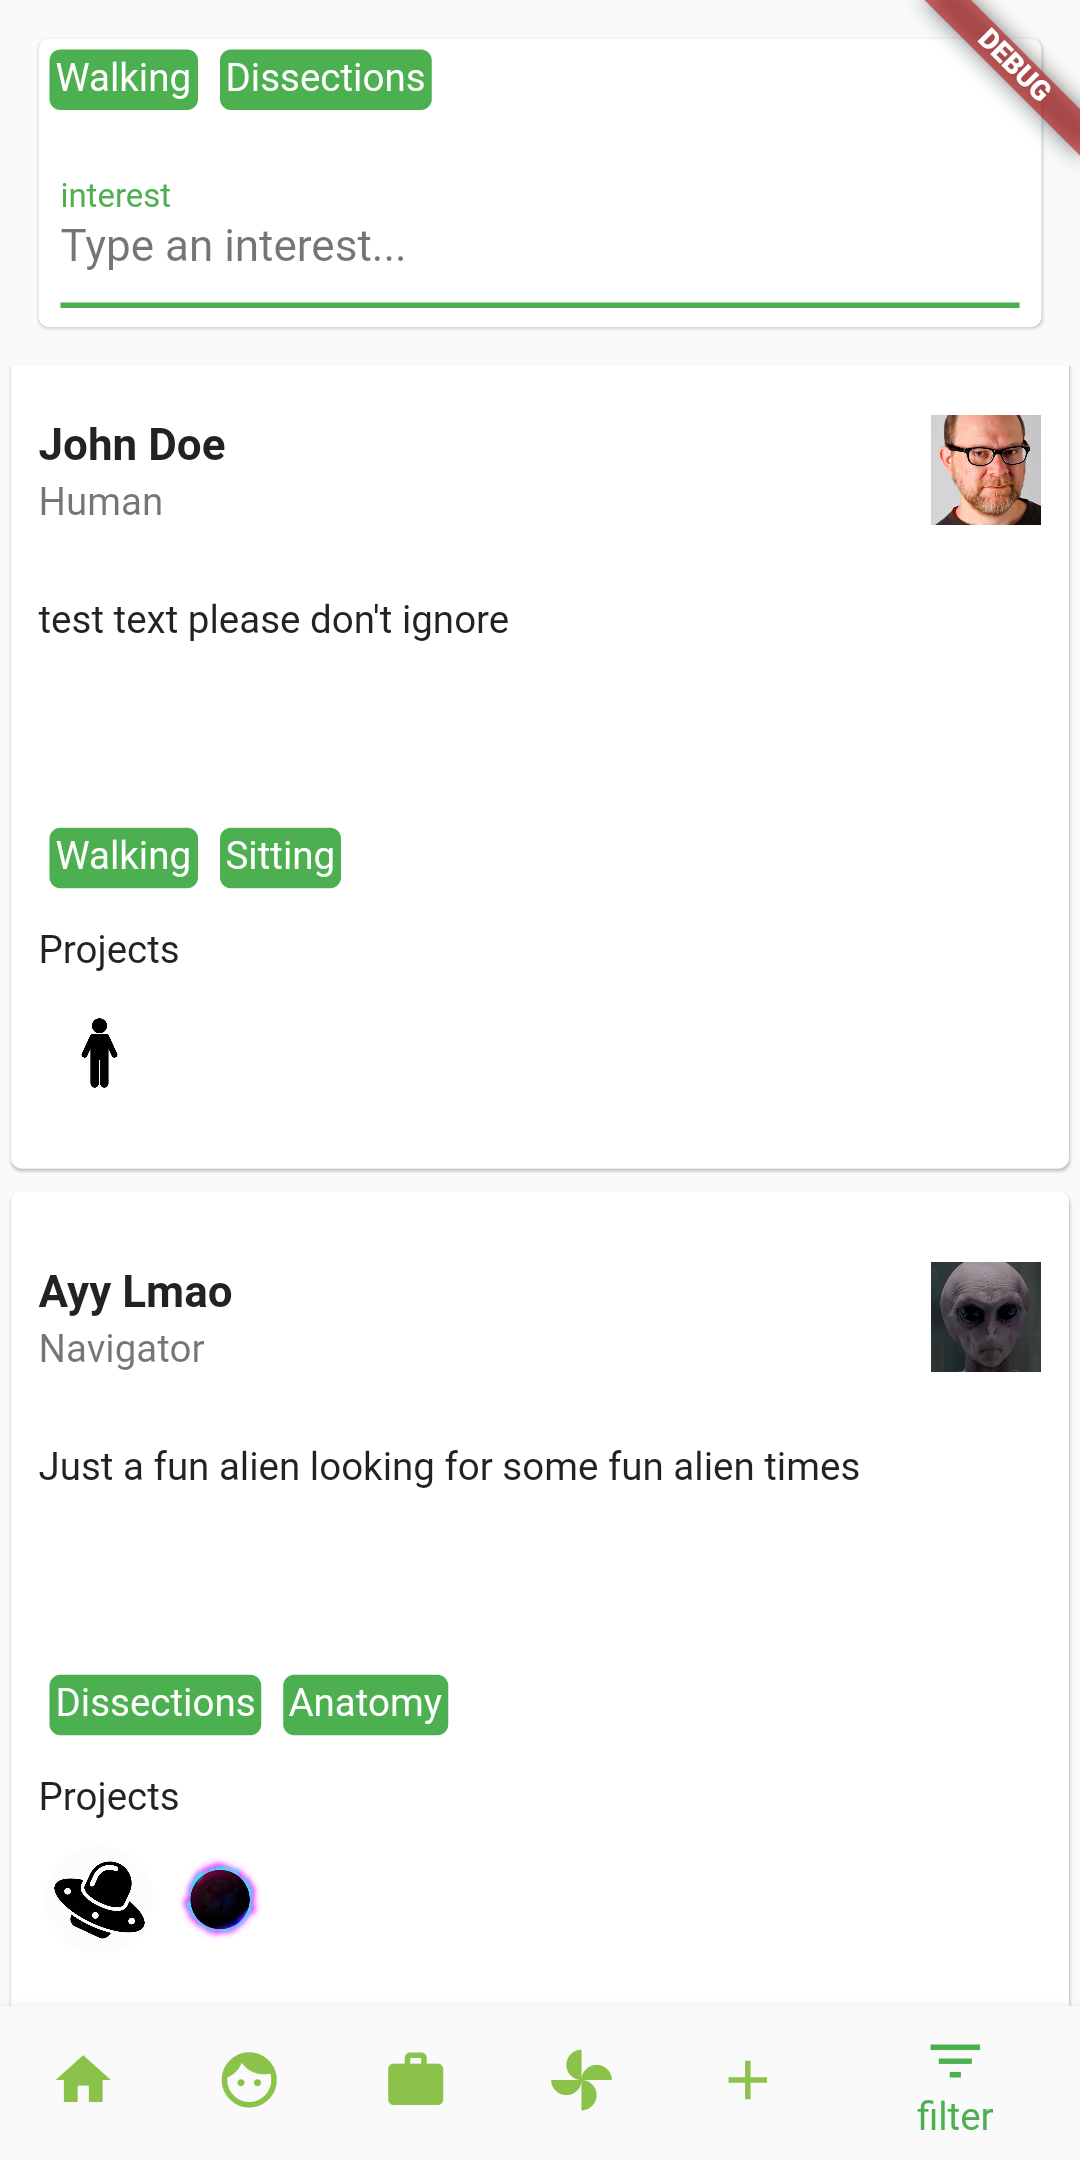 DEBUG
Walking Dissections
interest
Type an interest...
John Doe
Human
test text please don't ignore
Walking Sitting
Projects
Ayy Lmao
Navigator
Just a fun alien looking for some fun alien times
Dissections Anatomy
Projects
filter